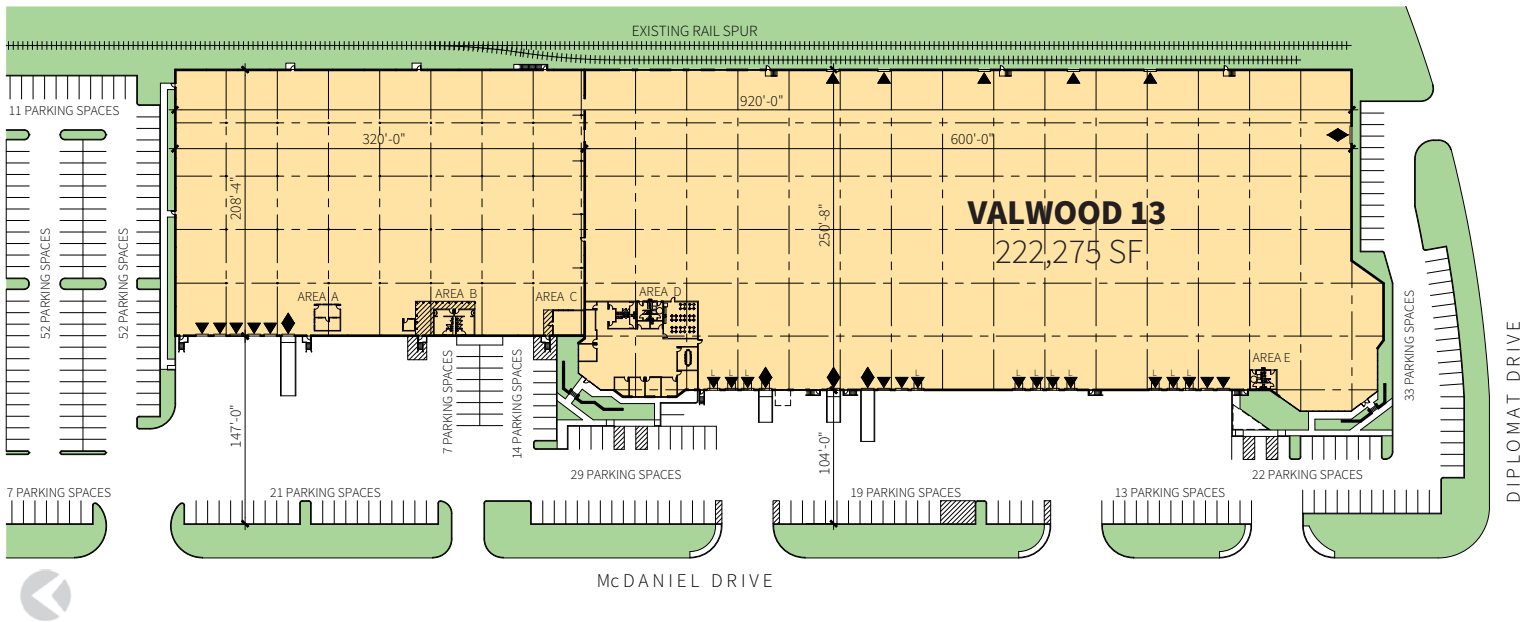 EXISTING RAIL SPUR
11 PARKING SPACES
920'-0"
320'-0"
600'-0"
208'-4"
250'-8"
VALWOOD 13
222,275 SF
52 PARKING SPACES
52 PARKING SPACES
AREA A
AREA B
AREA C
AREA D
AREA E
33 PARKING SPACES
DIPLOMAT DRIVE
L
L
L
L
L
L
L
L
L
L
L
147'-0"
7 PARKING SPACES
14 PARKING SPACES
104'-0"
29 PARKING SPACES
22 PARKING SPACES
7 PARKING SPACES
21 PARKING SPACES
19 PARKING SPACES
13 PARKING SPACES
McDANIEL DRIVE